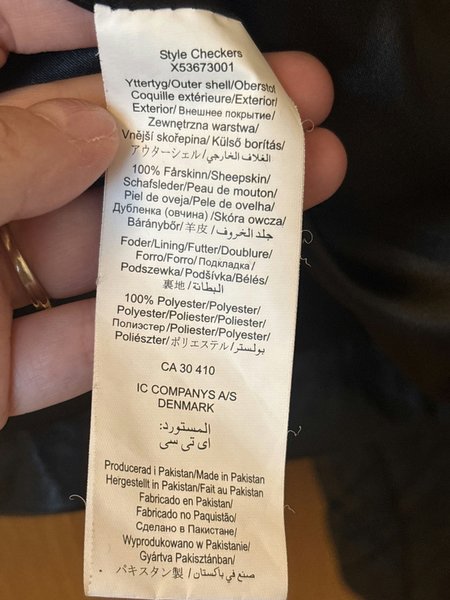 Style Checkers
X53673001
Yttertyg/Outer shell/Oberstof
Coquille extérieure/Exterior/
Exterior/Внешнее покрытие/
Zewnętrzna warstwa/
Vnější skořepina/Külső borítás/
アウターシェル/الغلاف الخارجي/
100% Fårskinn/Sheepskin/
Schafsleder/Peau de mouton/
Piel de oveja/Pele de ovelha/
Дубленка (овчина) /Skóra owcza/
Báránybőr/羊皮/جلد الخروف/
Foder/Lining/Futter/Doublure/
Forro/Forro/Подкладка/
Podszewka/Podšívka/Bélés/
裏地/البطانة/
100% Polyester/Polyester/
Polyester/Poliester/Poliester/
Полиэстер/Poliester/Polyester/
Poliészter/ポリエステル/بولستر/
CA 30 410
IC COMPANYS A/S
DENMARK
المستورد:
اي تي سي
Producerad i Pakistan/Made in Pakistan
Hergestellt in Pakistan/Fait au Pakistan
Fabricado en Pakistan/
Fabricado no Paquistão/
Сделано в Пакистане/
Wyprodukowano w Pakistanie/
Gyártva Pakisztánban/
パキスタン製/صنع في باكستان/